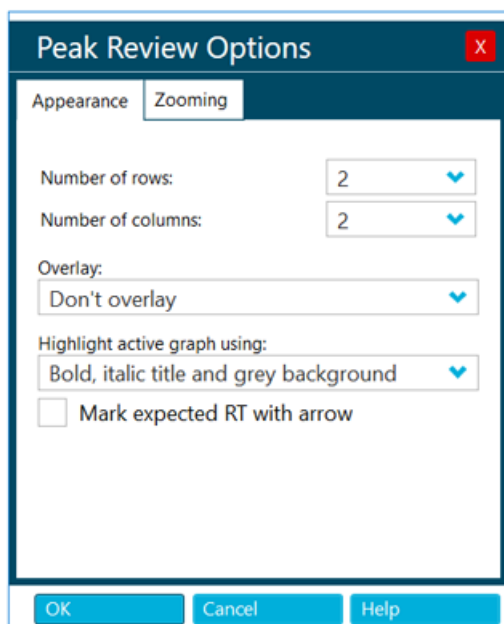 Peak Review Options X
Appearance Zooming
Number of rows: 2
Number of columns: 2
Overlay:
Don't overlay
Highlight active graph using:
Bold, italic title and grey background
Mark expected RT with arrow
OK Cancel Help